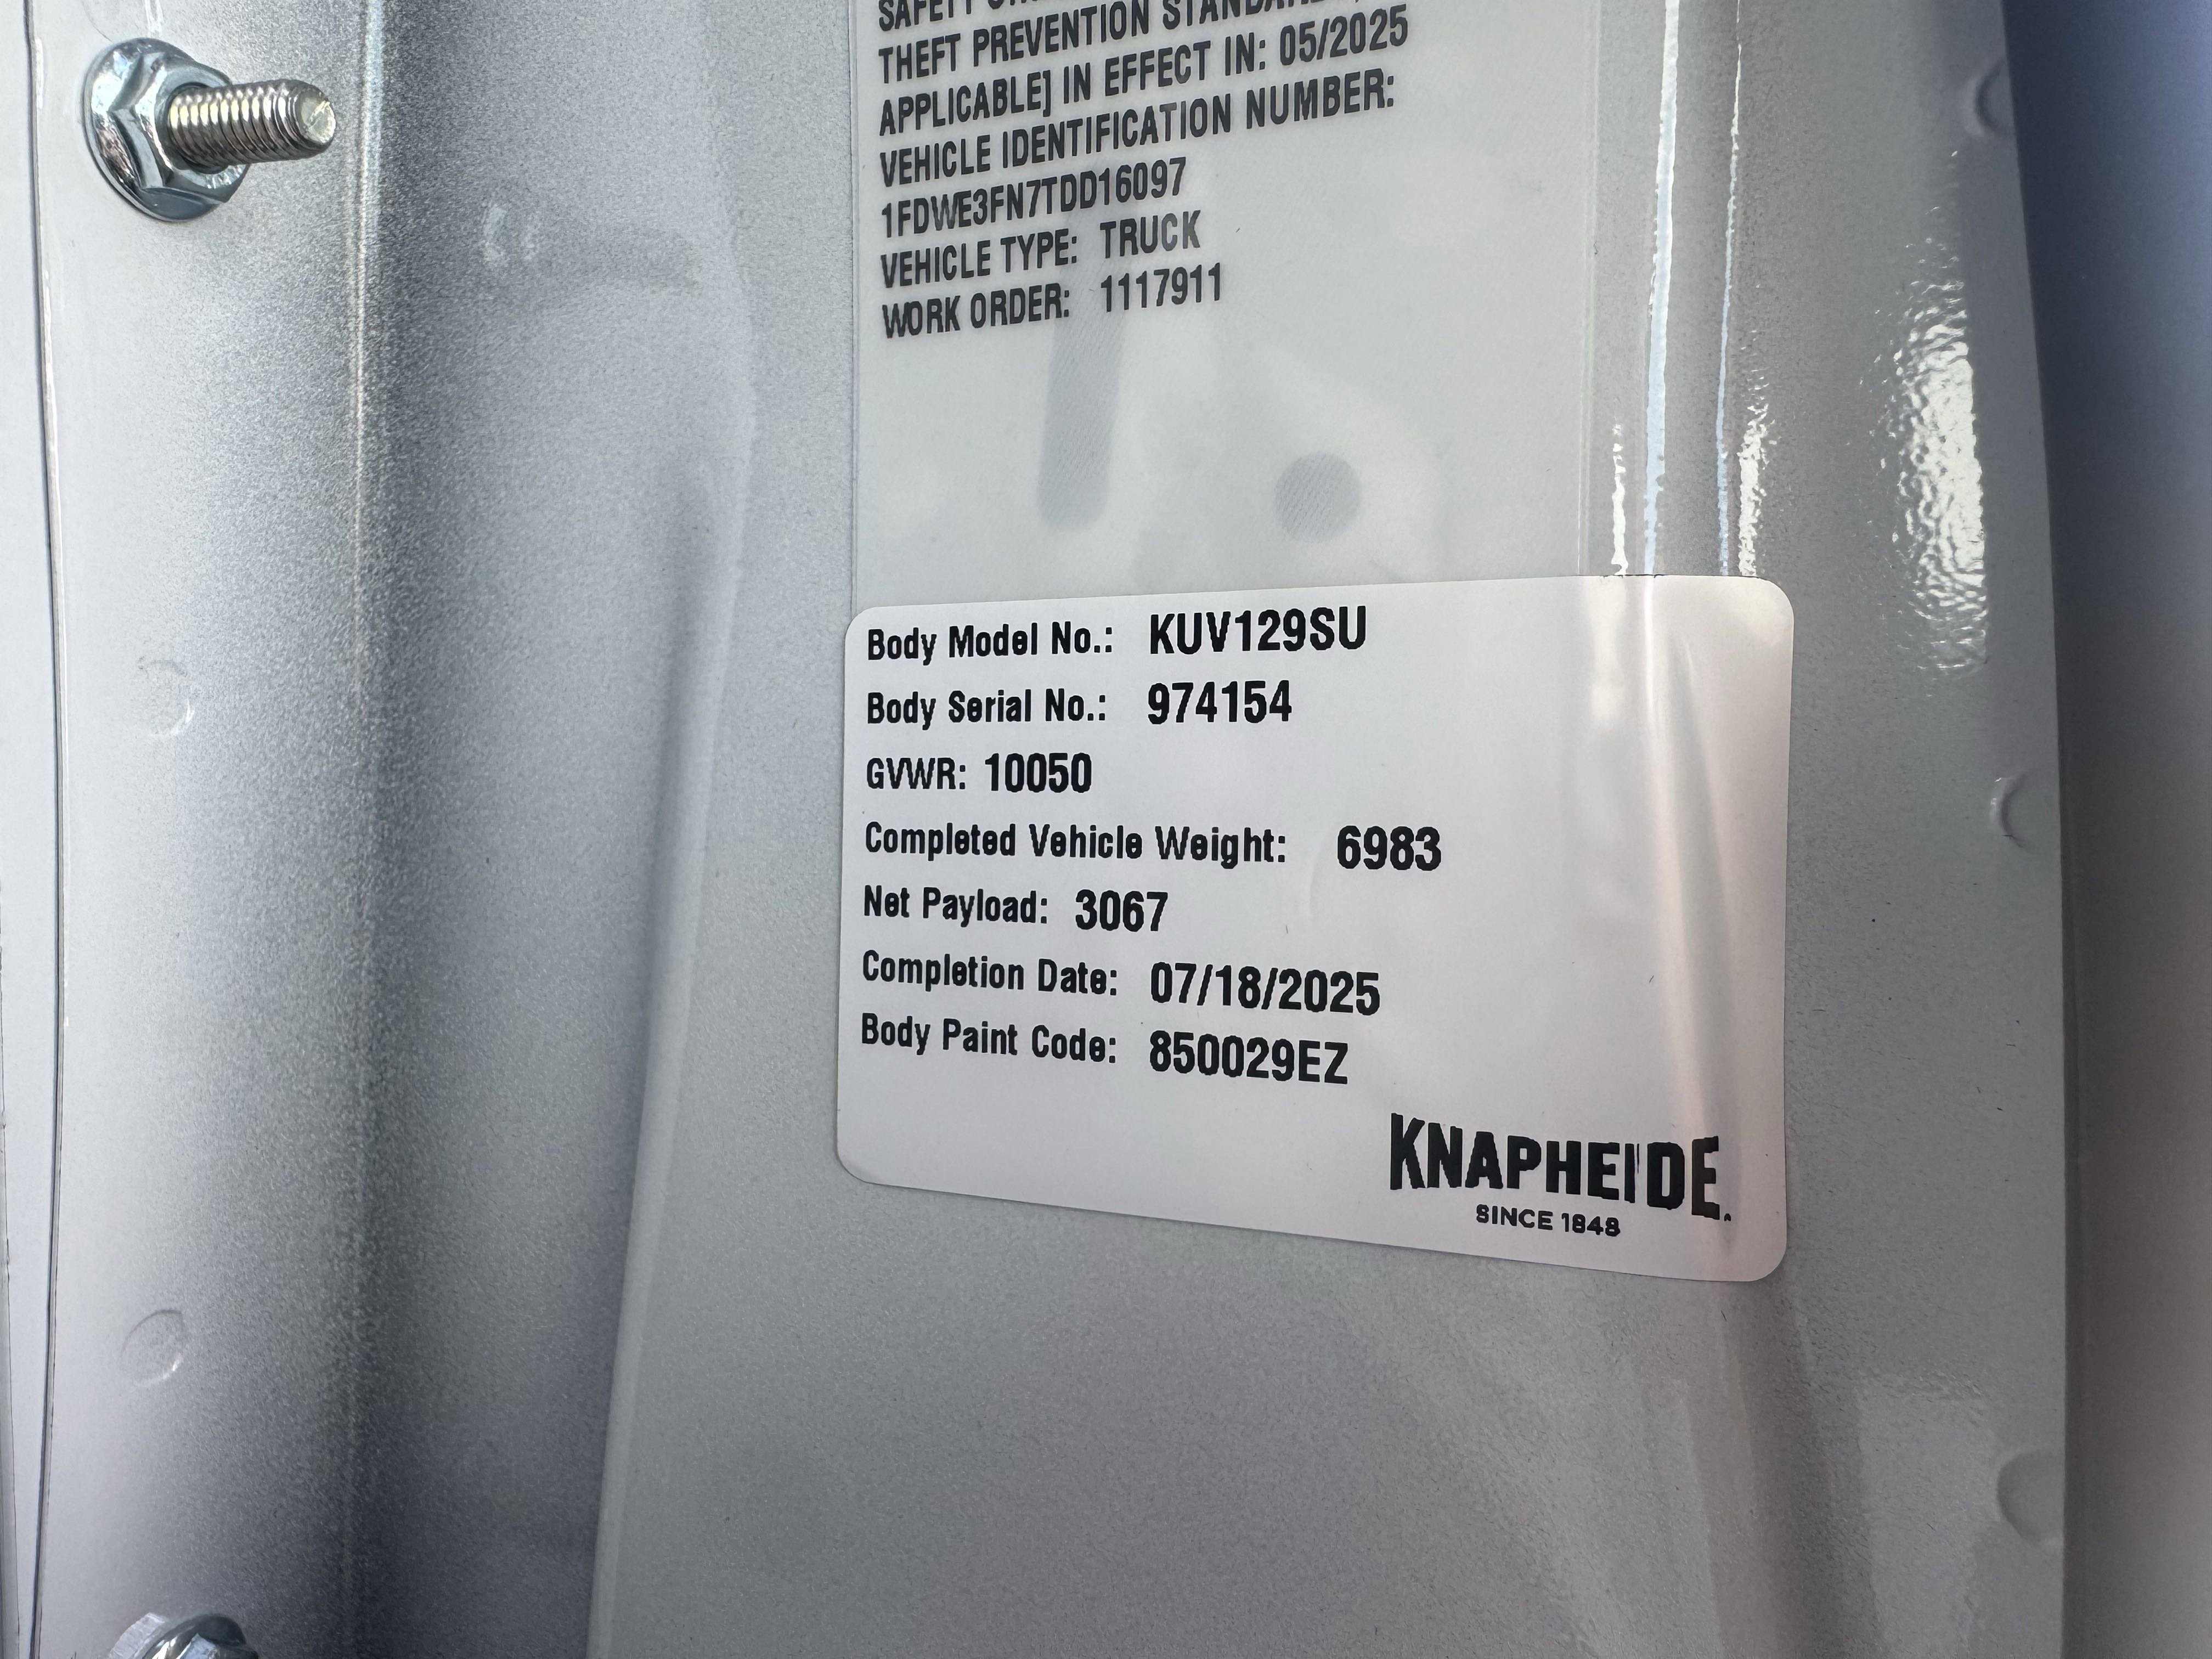 SAFETY
THEFT PREVENTION
APPLICABLE] IN EFFECT IN: 05/2025
VEHICLE IDENTIFICATION NUMBER:
1FDWE3FN7TDD16097
VEHICLE TYPE: TRUCK
WORK ORDER: 1117911
Body Model No.: KUV129SU
Body Serial No.: 974154
GVWR: 10050
Completed Vehicle Weight: 6983
Net Payload: 3067
Completion Date: 07/18/2025
Body Paint Code: 850029EZ
KNAPHEIDE.
SINCE 1848